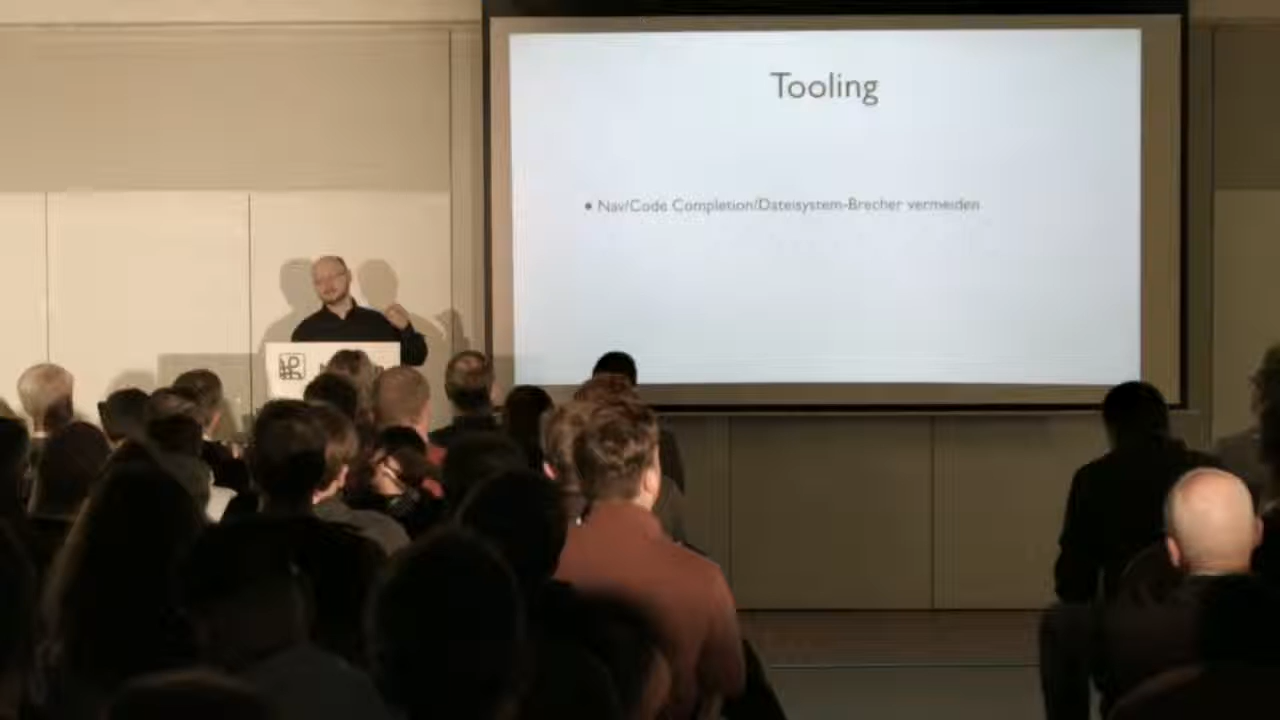 Tooling
• Nav/Code Completion/Dateisystem-Brecher vermeiden